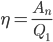 η = A_n / Q_1